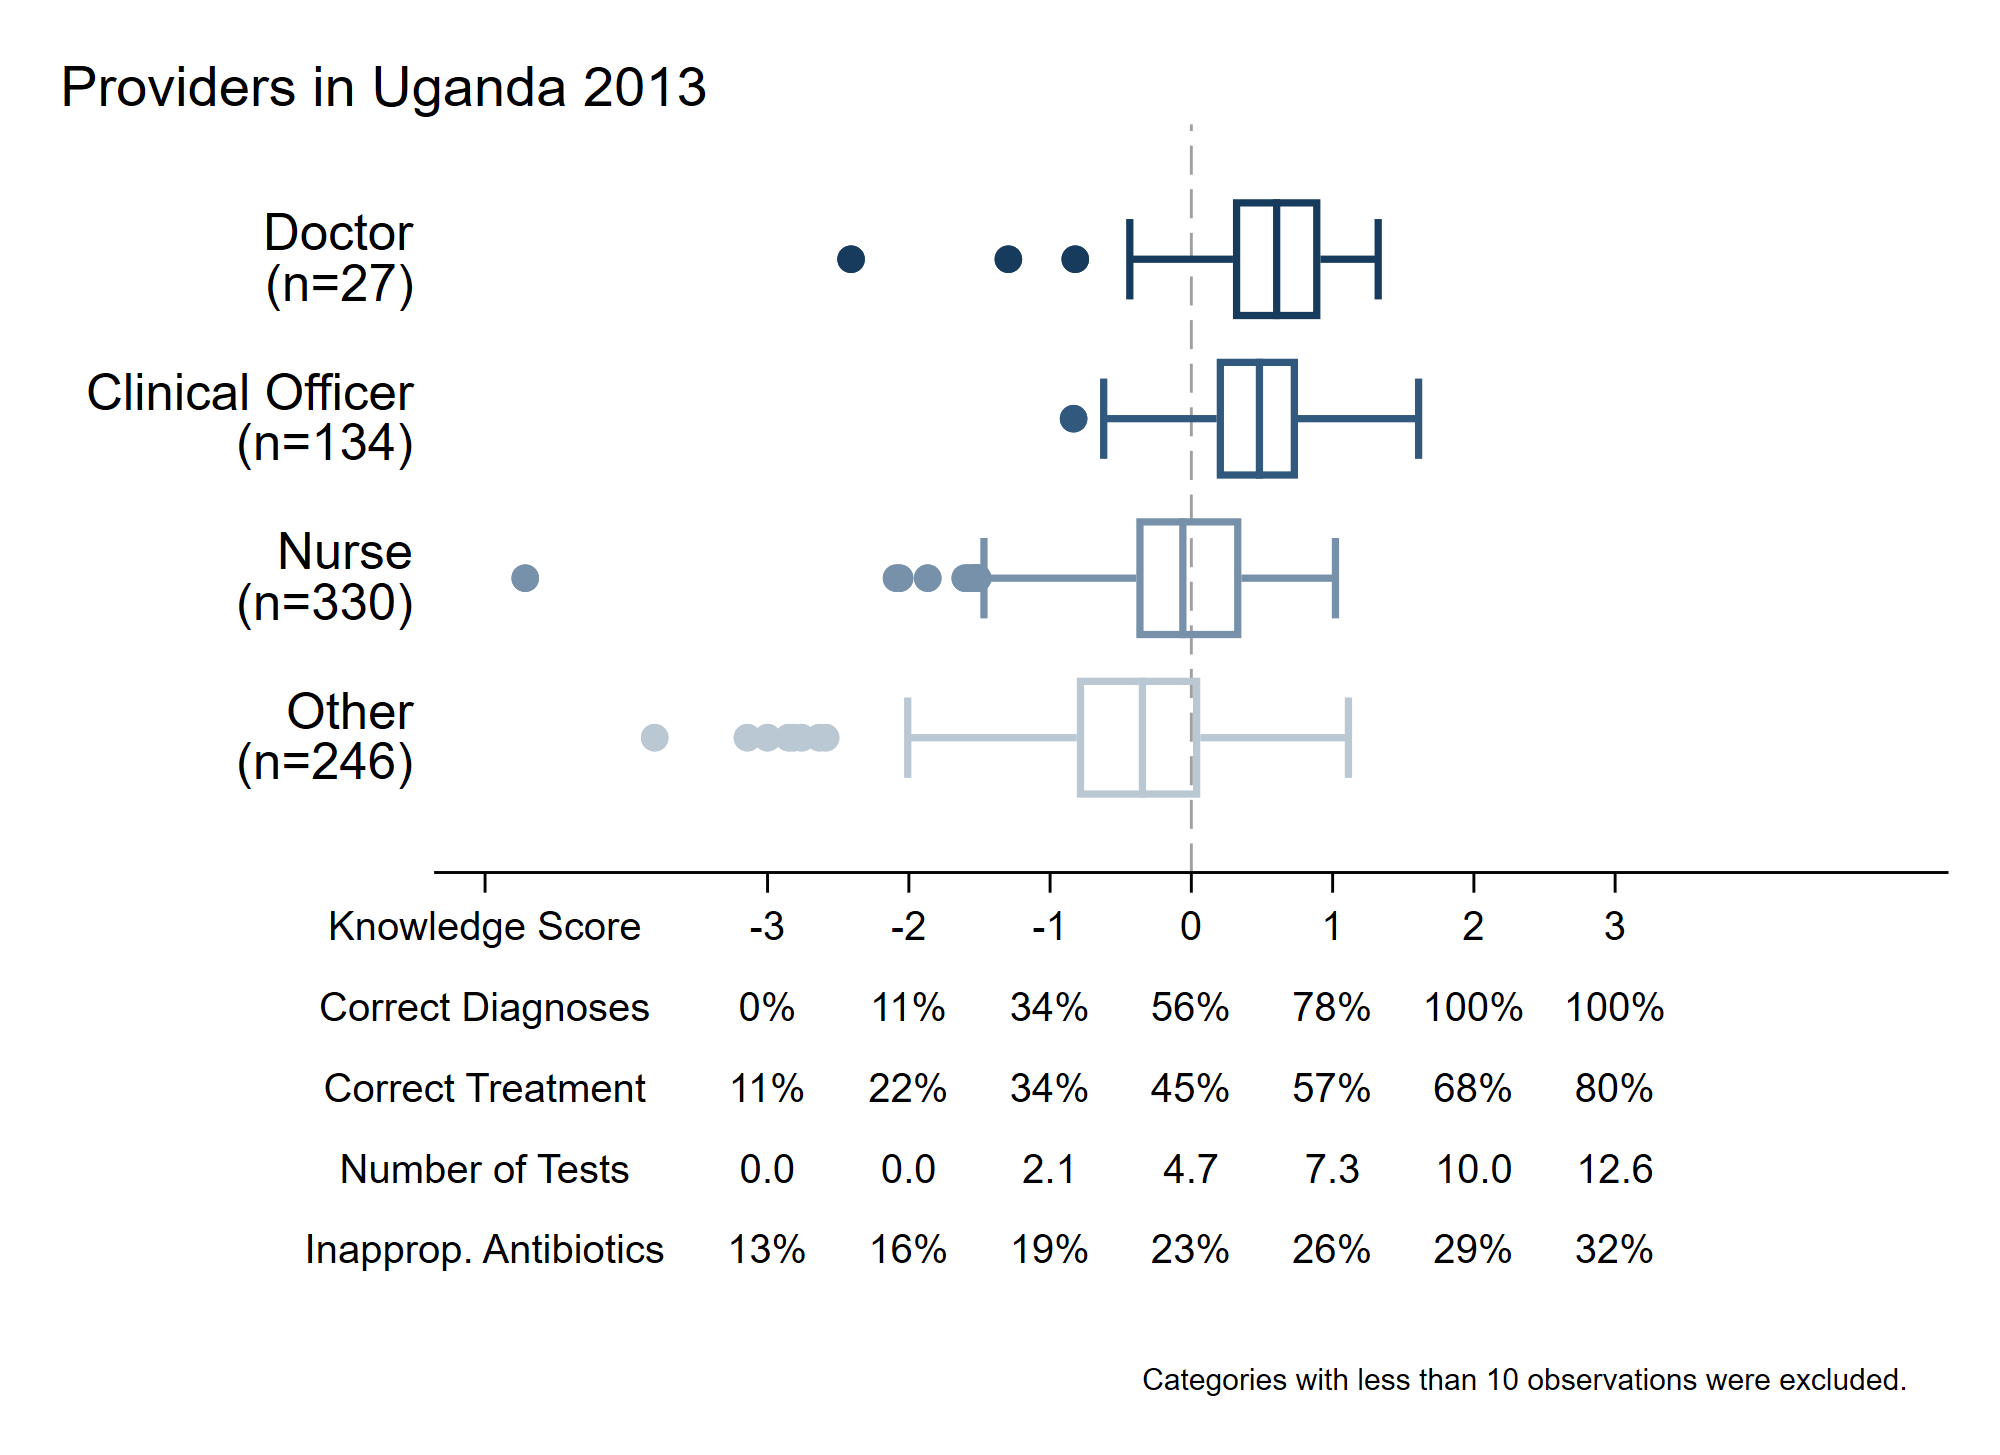 Providers in Uganda 2013
Doctor
(n=27)
Clinical Officer
(n=134)
Nurse
(n=330)
Other
(n=246)
Knowledge Score -3 -2 -1 0 1 2 3
Correct Diagnoses 0% 11% 34% 56% 78% 100% 100%
Correct Treatment 11% 22% 34% 45% 57% 68% 80%
Number of Tests 0.0 0.0 2.1 4.7 7.3 10.0 12.6
Inapprop. Antibiotics 13% 16% 19% 23% 26% 29% 32%
Categories with less than 10 observations were excluded.